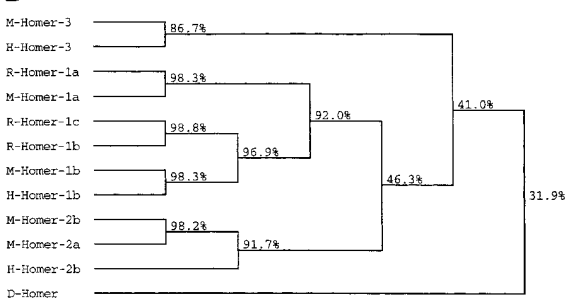 M-Homer-3
86.7%
H-Homer-3
R-Homer-1a
98.3%
M-Homer-1a
41.0%
92.0%
R-Homer-1c
98.8%
R-Homer-1b
96.9%
M-Homer-1b
98.3%
46.3%
H-Homer-1b
31.9%
M-Homer-2b
98.2%
M-Homer-2a
91.7%
H-Homer-2b
D-Homer